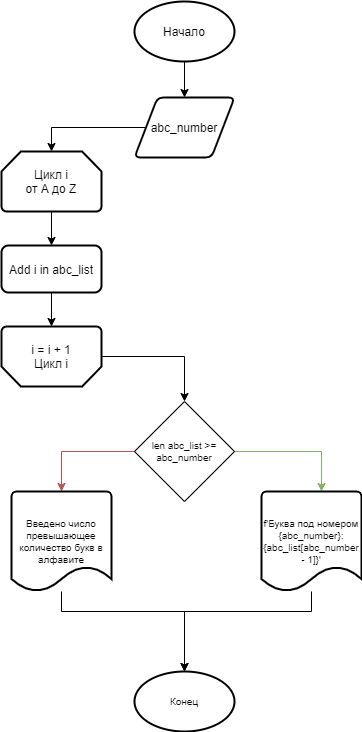 Начало
abc_number
Цикл i
от A до Z
Add i in abc_list
i = i + 1
Цикл i
len abc_list >=
abc_number
Введено число
превышающее
количество букв в
алфавите
f'Буква под номером
{abc_number}:
{abc_list[abc_number
- 1]}'
Конец